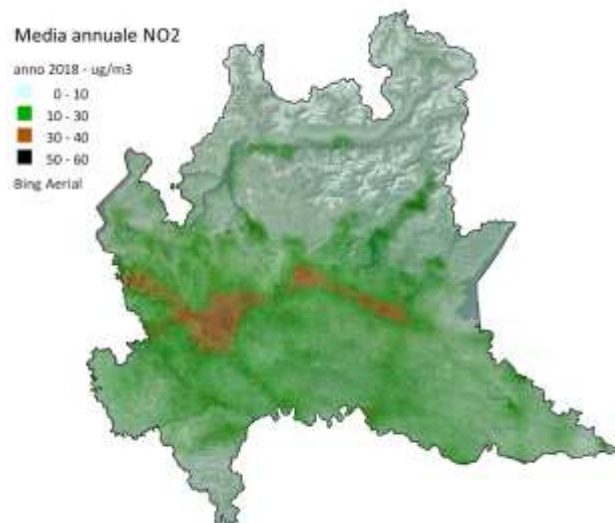 Media annuale NO2
anno 2018 - ug/m3
0 - 10
10 - 30
30 - 40
50 - 60
Bing Aerial